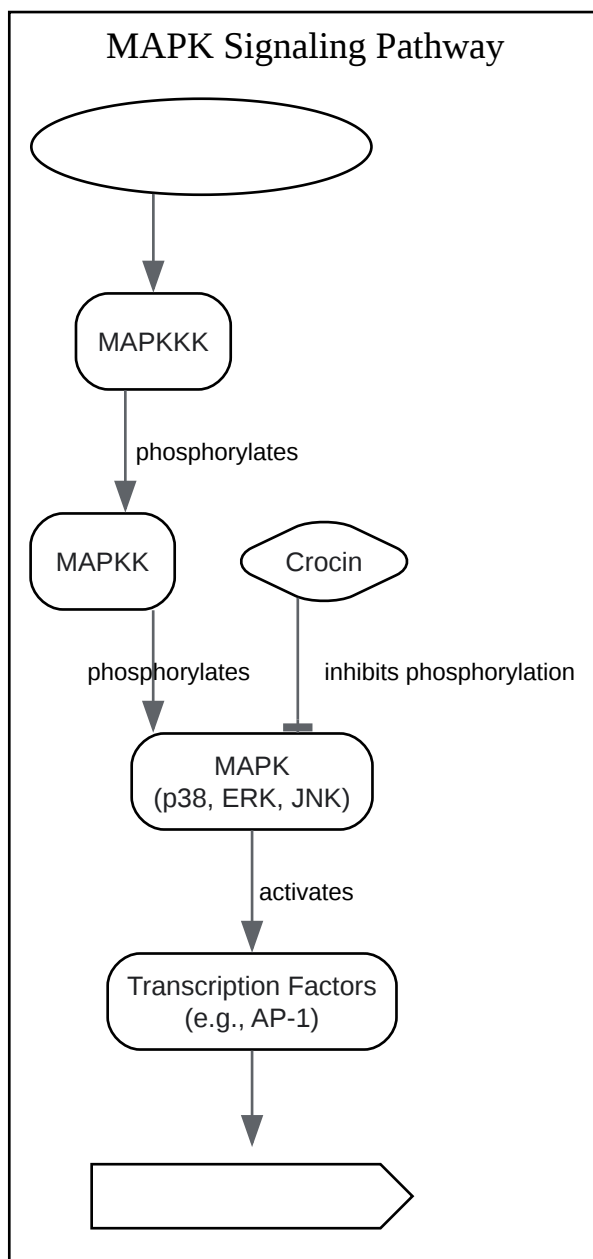 MAPK Signaling Pathway
MAPKKK
phosphorylates
MAPKK
Crocin
phosphorylates
inhibits phosphorylation
MAPK
(p38, ERK, JNK)
activates
Transcription Factors
(e.g., AP-1)